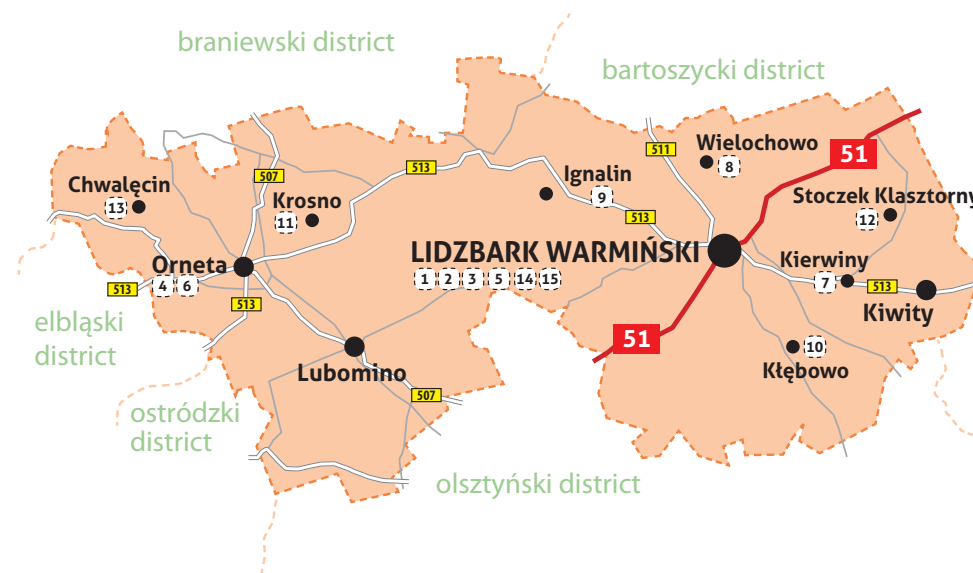 braniewski district
bartoszycki district
51
Wielochowo
8
511
513
507
Ignalin
9
513
Chwalęcin
13
Krosno
11
Stoczek Klasztorny
12
LIDZBARK WARMIŃSKI
1 2 3 5 14 15
Orneta
4 6
513
513
Kierwiny
7
513
Kiwity
elbląski
district
51
10
Kłębowo
Lubomino
507
ostródzki
district
olsztyński district